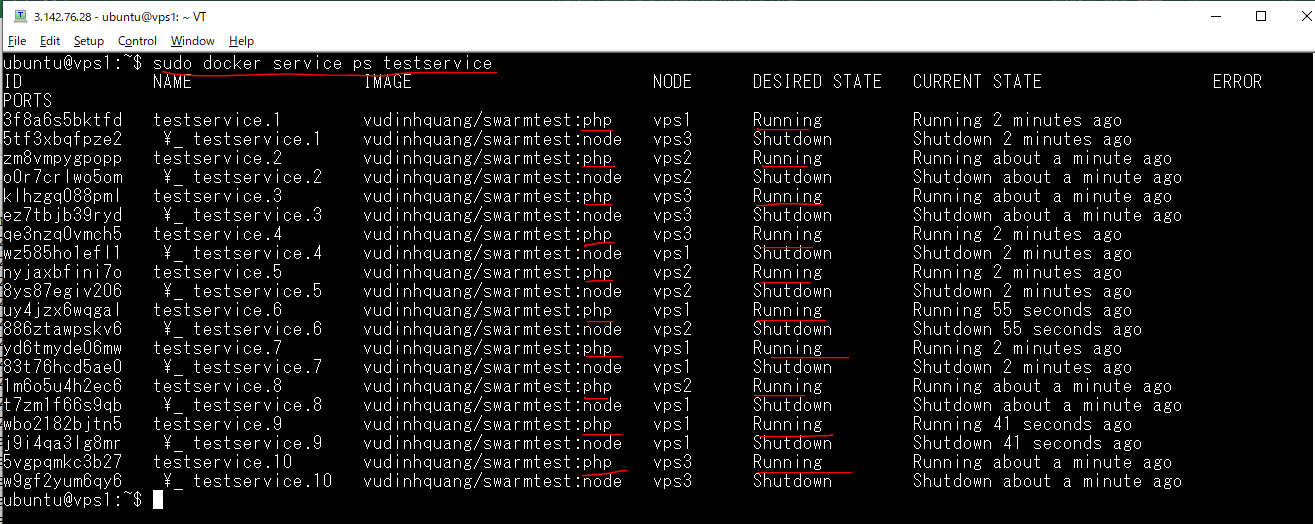 3.142.76.28 - ubuntu@vps1: ~ VT
File Edit Setup Control Window Help
ubuntu@vps1:~$ sudo docker service ps testservice
ID NAME IMAGE NODE DESIRED STATE CURRENT STATE ERROR
PORTS
3f8a6s5bktfd testservice.1 vudinhquang/swarmtest:php vps1 Running Running 2 minutes ago
5tf3xbqfpze2 ¥_ testservice.1 vudinhquang/swarmtest:node vps3 Shutdown Shutdown 2 minutes ago
zm8vmpygpopp testservice.2 vudinhquang/swarmtest:php vps2 Running Running about a minute ago
o0r7crlwo5om ¥_ testservice.2 vudinhquang/swarmtest:node vps2 Shutdown Shutdown about a minute ago
klhzgq088pml testservice.3 vudinhquang/swarmtest:php vps3 Running Running about a minute ago
ez7tbjb39ryd ¥_ testservice.3 vudinhquang/swarmtest:node vps3 Shutdown Shutdown about a minute ago
qe3nzq0vmch5 testservice.4 vudinhquang/swarmtest:php vps3 Running Running 2 minutes ago
wz585ho1efl1 ¥_ testservice.4 vudinhquang/swarmtest:node vps1 Shutdown Shutdown 2 minutes ago
nyjaxbfini7o testservice.5 vudinhquang/swarmtest:php vps2 Running Running 2 minutes ago
8ys87egiv206 ¥_ testservice.5 vudinhquang/swarmtest:node vps2 Shutdown Shutdown 2 minutes ago
uy4jzx6wqgal testservice.6 vudinhquang/swarmtest:php vps1 Running Running 55 seconds ago
886ztawpskv6 ¥_ testservice.6 vudinhquang/swarmtest:node vps2 Shutdown Shutdown 55 seconds ago
yd6tmyde06mw testservice.7 vudinhquang/swarmtest:php vps1 Running Running 2 minutes ago
83t76hcd5ae0 ¥_ testservice.7 vudinhquang/swarmtest:node vps1 Shutdown Shutdown 2 minutes ago
1m6o5u4h2ec6 testservice.8 vudinhquang/swarmtest:php vps2 Running Running about a minute ago
t7zm1f66s9qb ¥_ testservice.8 vudinhquang/swarmtest:node vps1 Shutdown Shutdown about a minute ago
wbo2182bjtn5 testservice.9 vudinhquang/swarmtest:php vps1 Running Running 41 seconds ago
j9i4qa3lg8mr ¥_ testservice.9 vudinhquang/swarmtest:node vps1 Shutdown Shutdown 41 seconds ago
5vgpqmkc3b27 testservice.10 vudinhquang/swarmtest:php vps3 Running Running about a minute ago
w9gf2yum6qy6 ¥_ testservice.10 vudinhquang/swarmtest:node vps3 Shutdown Shutdown about a minute ago
ubuntu@vps1:~$